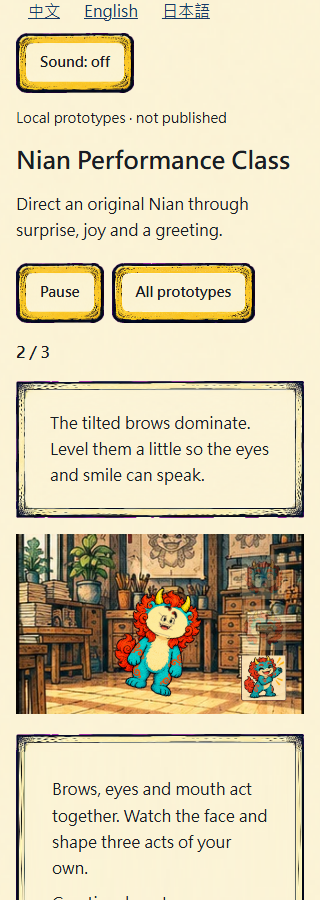 中文 English 日本語
Sound: off
Local prototypes · not published
Nian Performance Class
Direct an original Nian through
surprise, joy and a greeting.
Pause All prototypes
2 / 3
The tilted brows dominate.
Level them a little so the eyes
and smile can speak.
Brows, eyes and mouth act
together. Watch the face and
shape three acts of your
own.